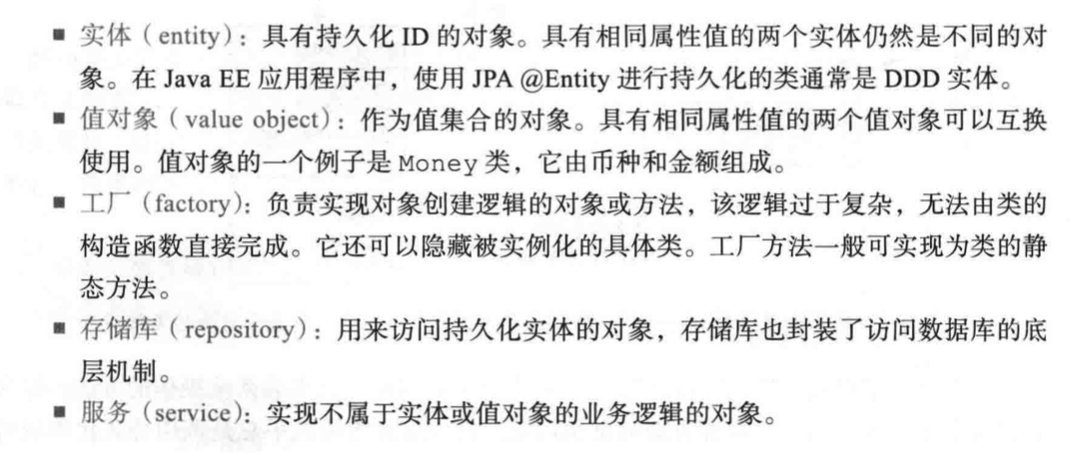 ■ 实体（entity）：具有持久化 ID 的对象。具有相同属性值的两个实体仍然是不同的对
象。在 Java EE 应用程序中，使用 JPA @Entity 进行持久化的类通常是 DDD 实体。
■ 值对象（value object）：作为值集合的对象。具有相同属性值的两个值对象可以互换
使用。值对象的一个例子是 Money 类，它由币种和金额组成。
■ 工厂（factory）：负责实现对象创建逻辑的对象或方法，该逻辑过于复杂，无法由类的
构造函数直接完成。它还可以隐藏被实例化的具体类。工厂方法一般可实现为类的静
态方法。
■ 存储库（repository）：用来访问持久化实体的对象，存储库也封装了访问数据库的底
层机制。
■ 服务（service）：实现不属于实体或值对象的业务逻辑的对象。